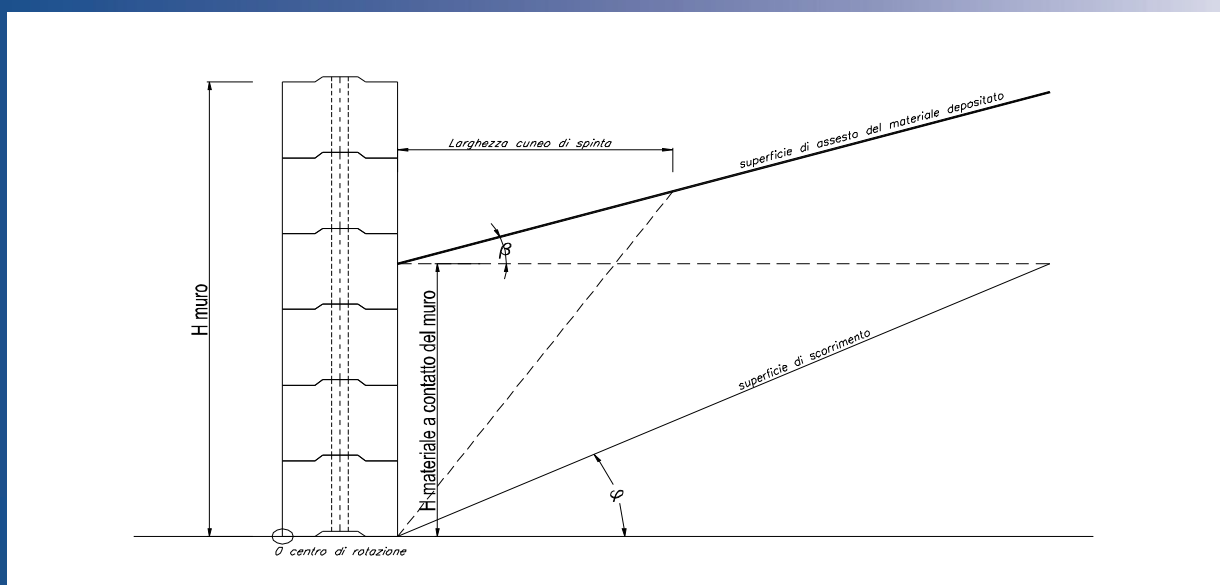 Larghezza cuneo di spinta
superficie di assesto del materiale depositato
β
H muro
H materiale a contatto del muro
superficie di scorrimento
φ
O centro di rotazione